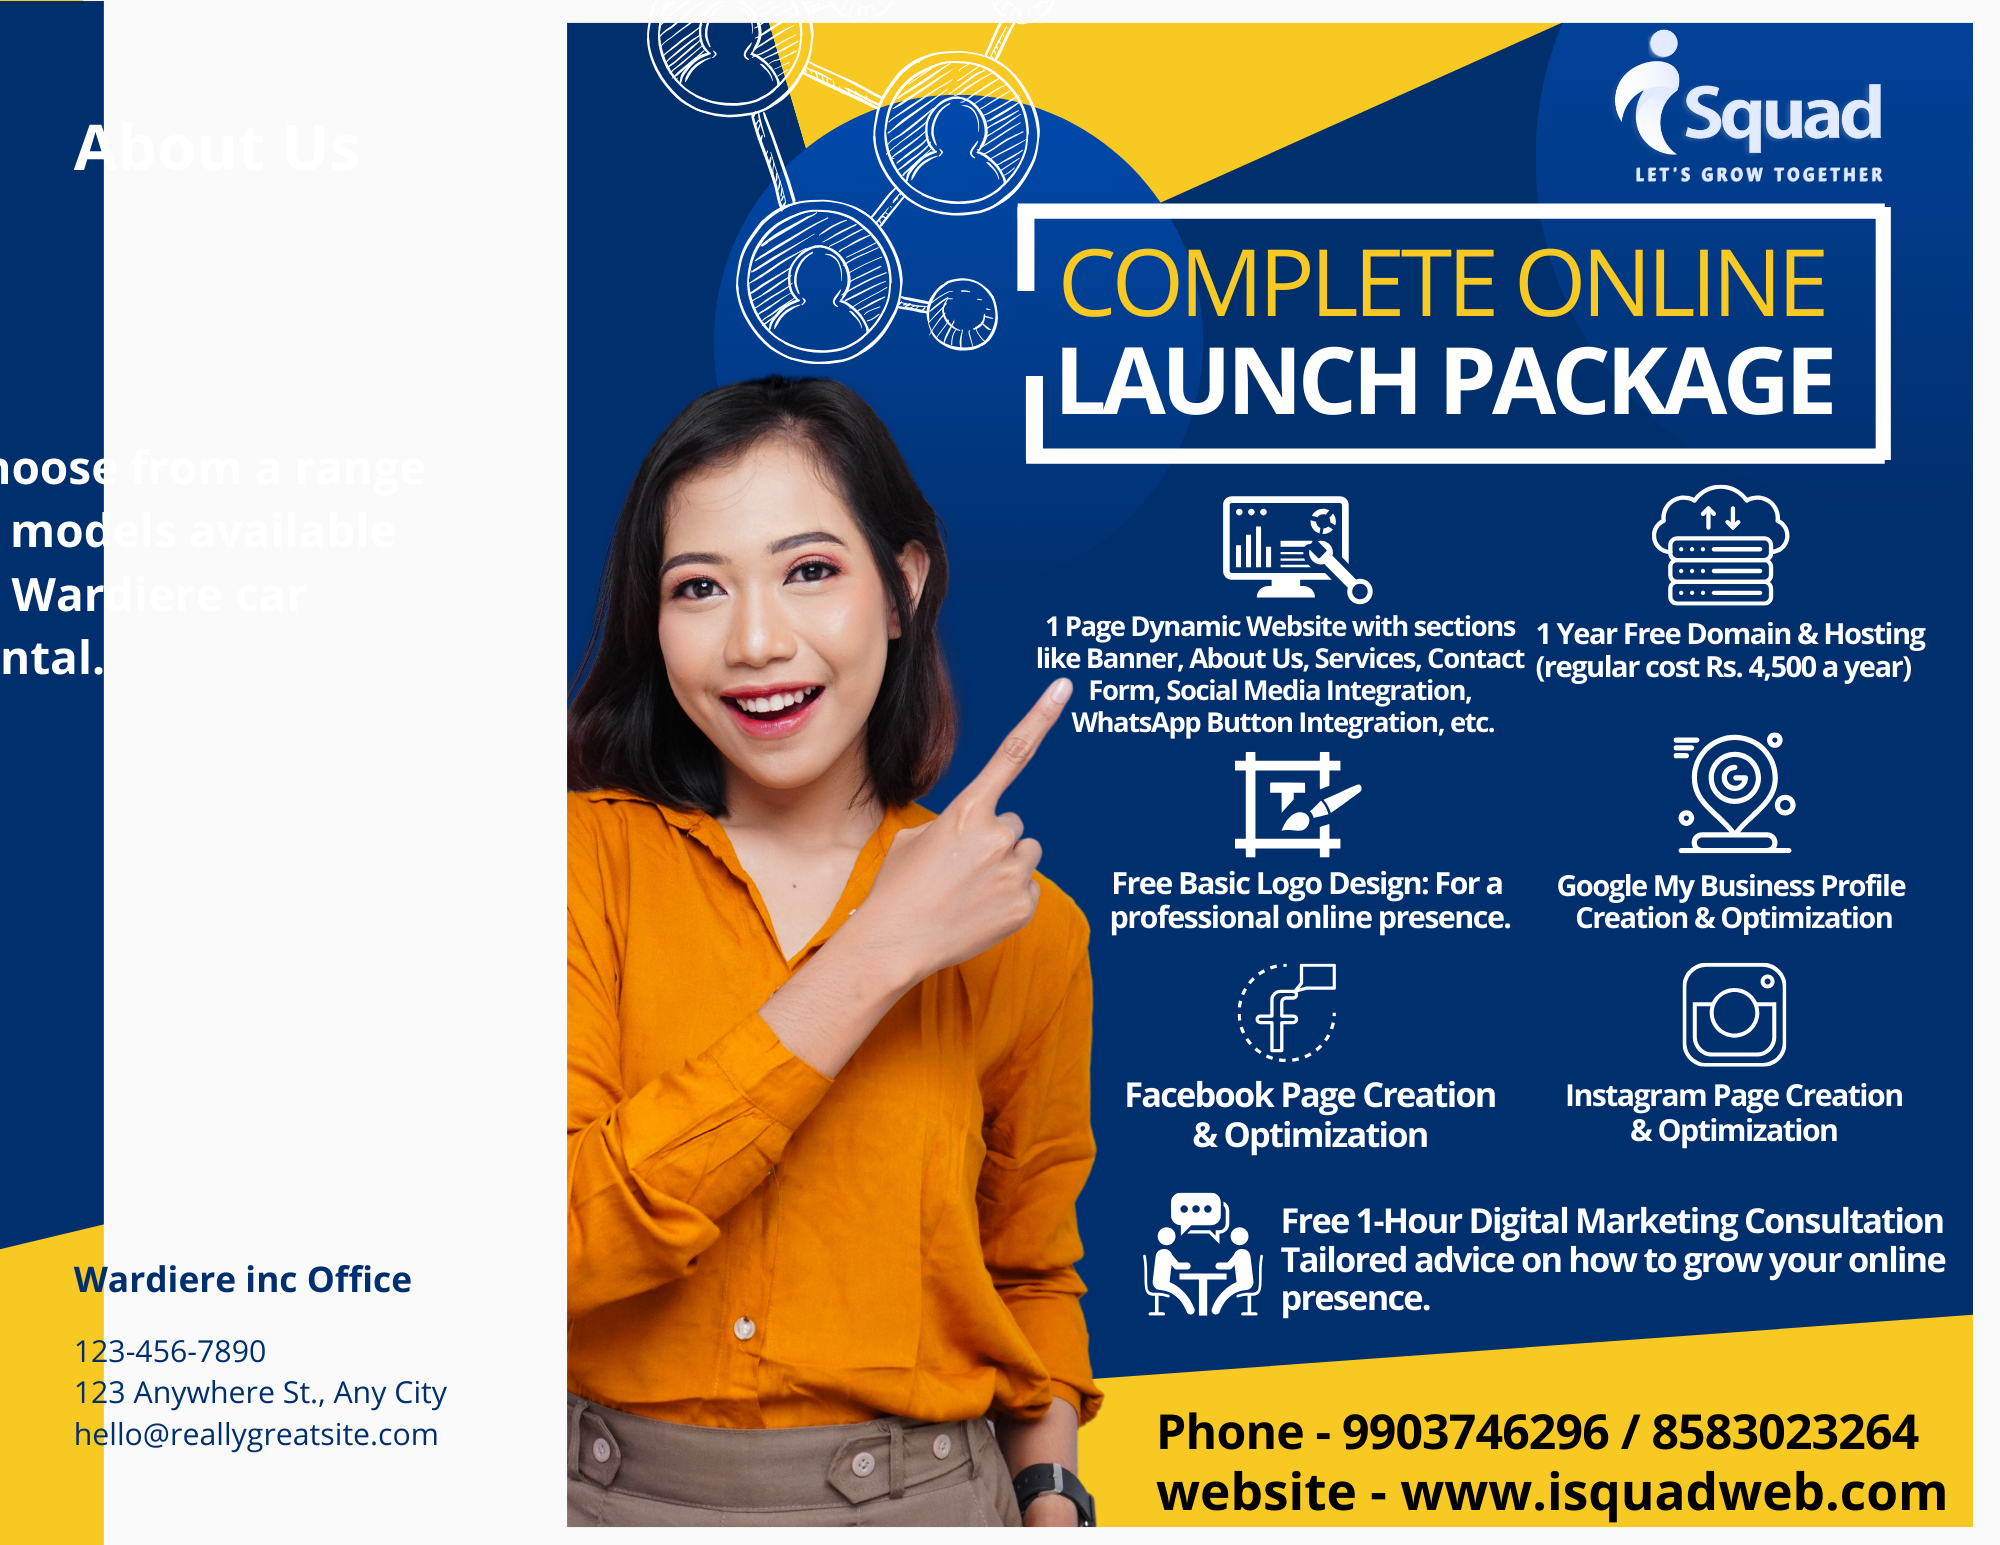 About Us
hoose from a range
models available
Wardiere car
ntal.
Wardiere inc Office
123-456-7890
123 Anywhere St., Any City
hello@reallygreatsite.com
Squad
LET'S GROW TOGETHER
COMPLETE ONLINE
LAUNCH PACKAGE
1 Page Dynamic Website with sections
like Banner, About Us, Services, Contact
Form, Social Media Integration,
WhatsApp Button Integration, etc.
1 Year Free Domain & Hosting
(regular cost Rs. 4,500 a year)
Free Basic Logo Design: For a
professional online presence.
Google My Business Profile
Creation & Optimization
Facebook Page Creation
& Optimization
Instagram Page Creation
& Optimization
Free 1-Hour Digital Marketing Consultation
Tailored advice on how to grow your online
presence.
Phone - 9903746296 / 8583023264
website - www.isquadweb.com